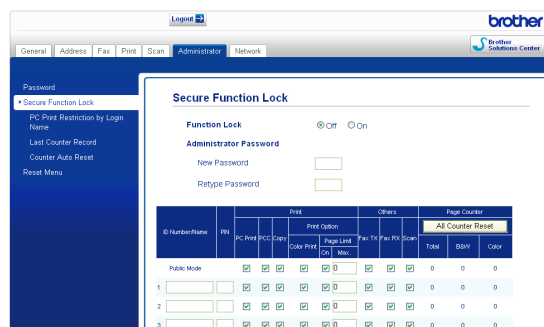 Logout
brother
Brother
Solutions Center
General Address Fax Print Scan Administrator Network
Password
Secure Function Lock
PC Print Restriction by Login
Name
Last Counter Record
Counter Auto Reset
Reset Menu
Secure Function Lock
Function Lock Off On
Administrator Password
New Password
Retype Password
Print Others Page Counter
ID Number/Name PIN PC Print PCC Copy Print Option Fax TX Fax RX Scan All Counter Reset
Color Print Page Limit Total B&W Color
On Max.
Public Mode 0 0 0 0
1 0 0 0 0
2 0 0 0 0
3 0 0 0 0